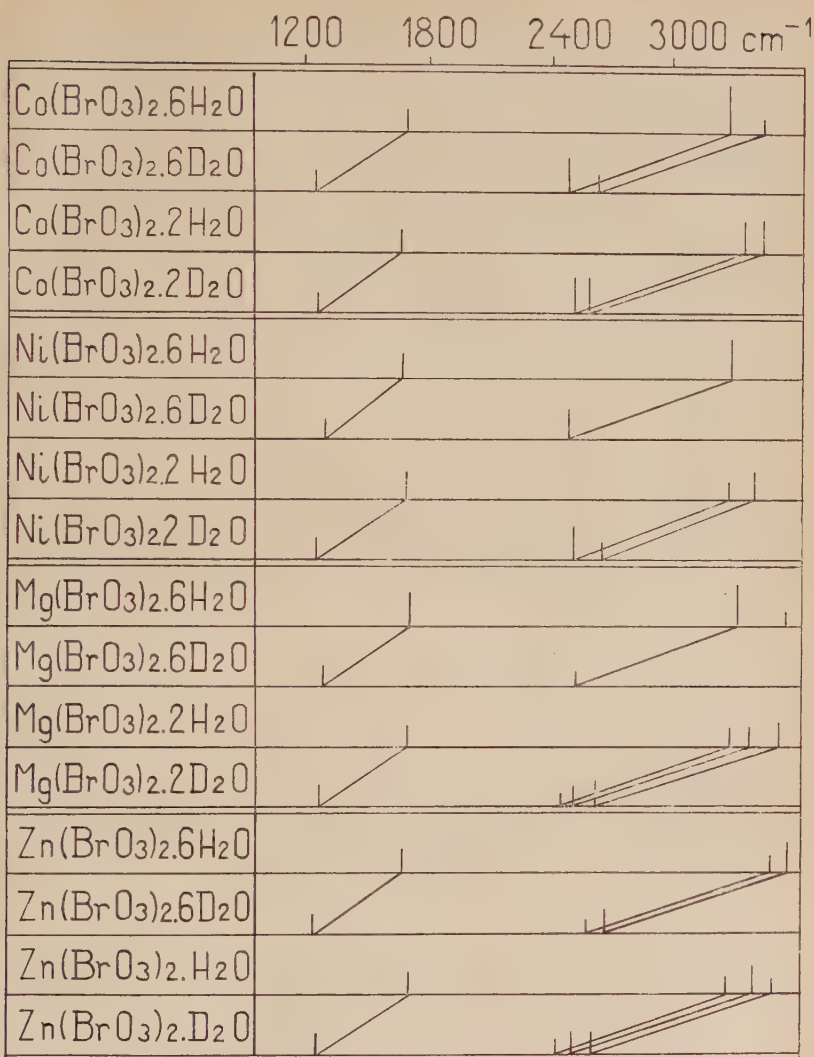 1200 1800 2400 3000 cm⁻¹
Co(BrO₃)₂.6H₂O
Co(BrO₃)₂.6D₂O
Co(BrO₃)₂.2H₂O
Co(BrO₃)₂.2D₂O
Ni(BrO₃)₂.6H₂O
Ni(BrO₃)₂.6D₂O
Ni(BrO₃)₂.2H₂O
Ni(BrO₃)₂2D₂O
Mg(BrO₃)₂.6H₂O
Mg(BrO₃)₂.6D₂O
Mg(BrO₃)₂.2H₂O
Mg(BrO₃)₂.2D₂O
Zn(BrO₃)₂.6H₂O
Zn(BrO₃)₂.6D₂O
Zn(BrO₃)₂.H₂O
Zn(BrO₃)₂.D₂O